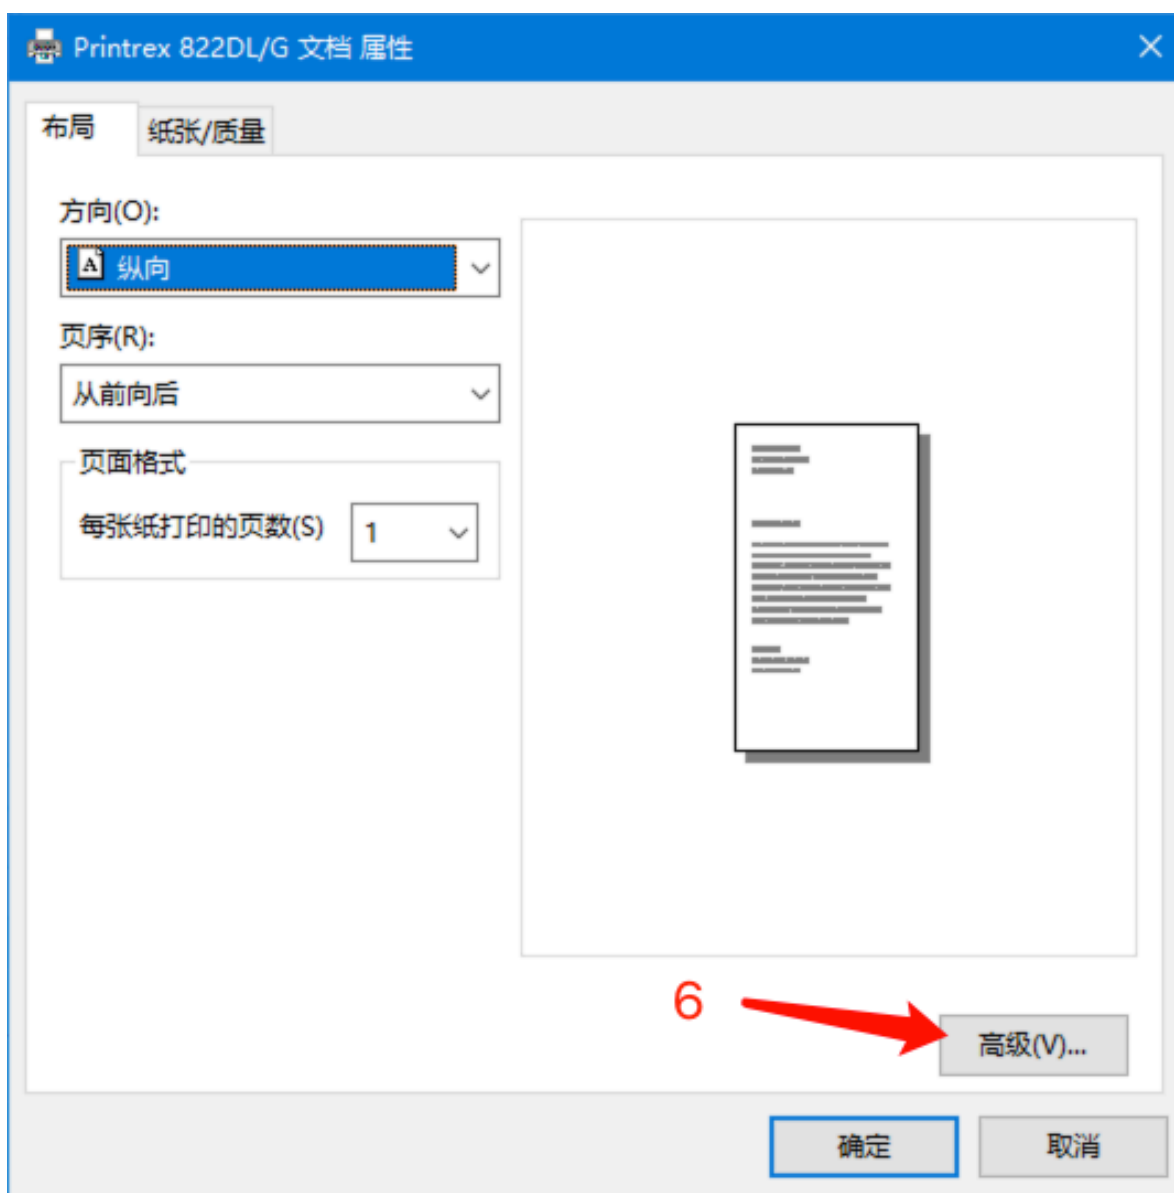 Printrex 822DL/G 文档 属性
布局
纸张/质量
方向(O):
A 纵向
页序(R):
从前向后
页面格式
每张纸打印的页数(S)
1
6
高级(V)...
确定
取消